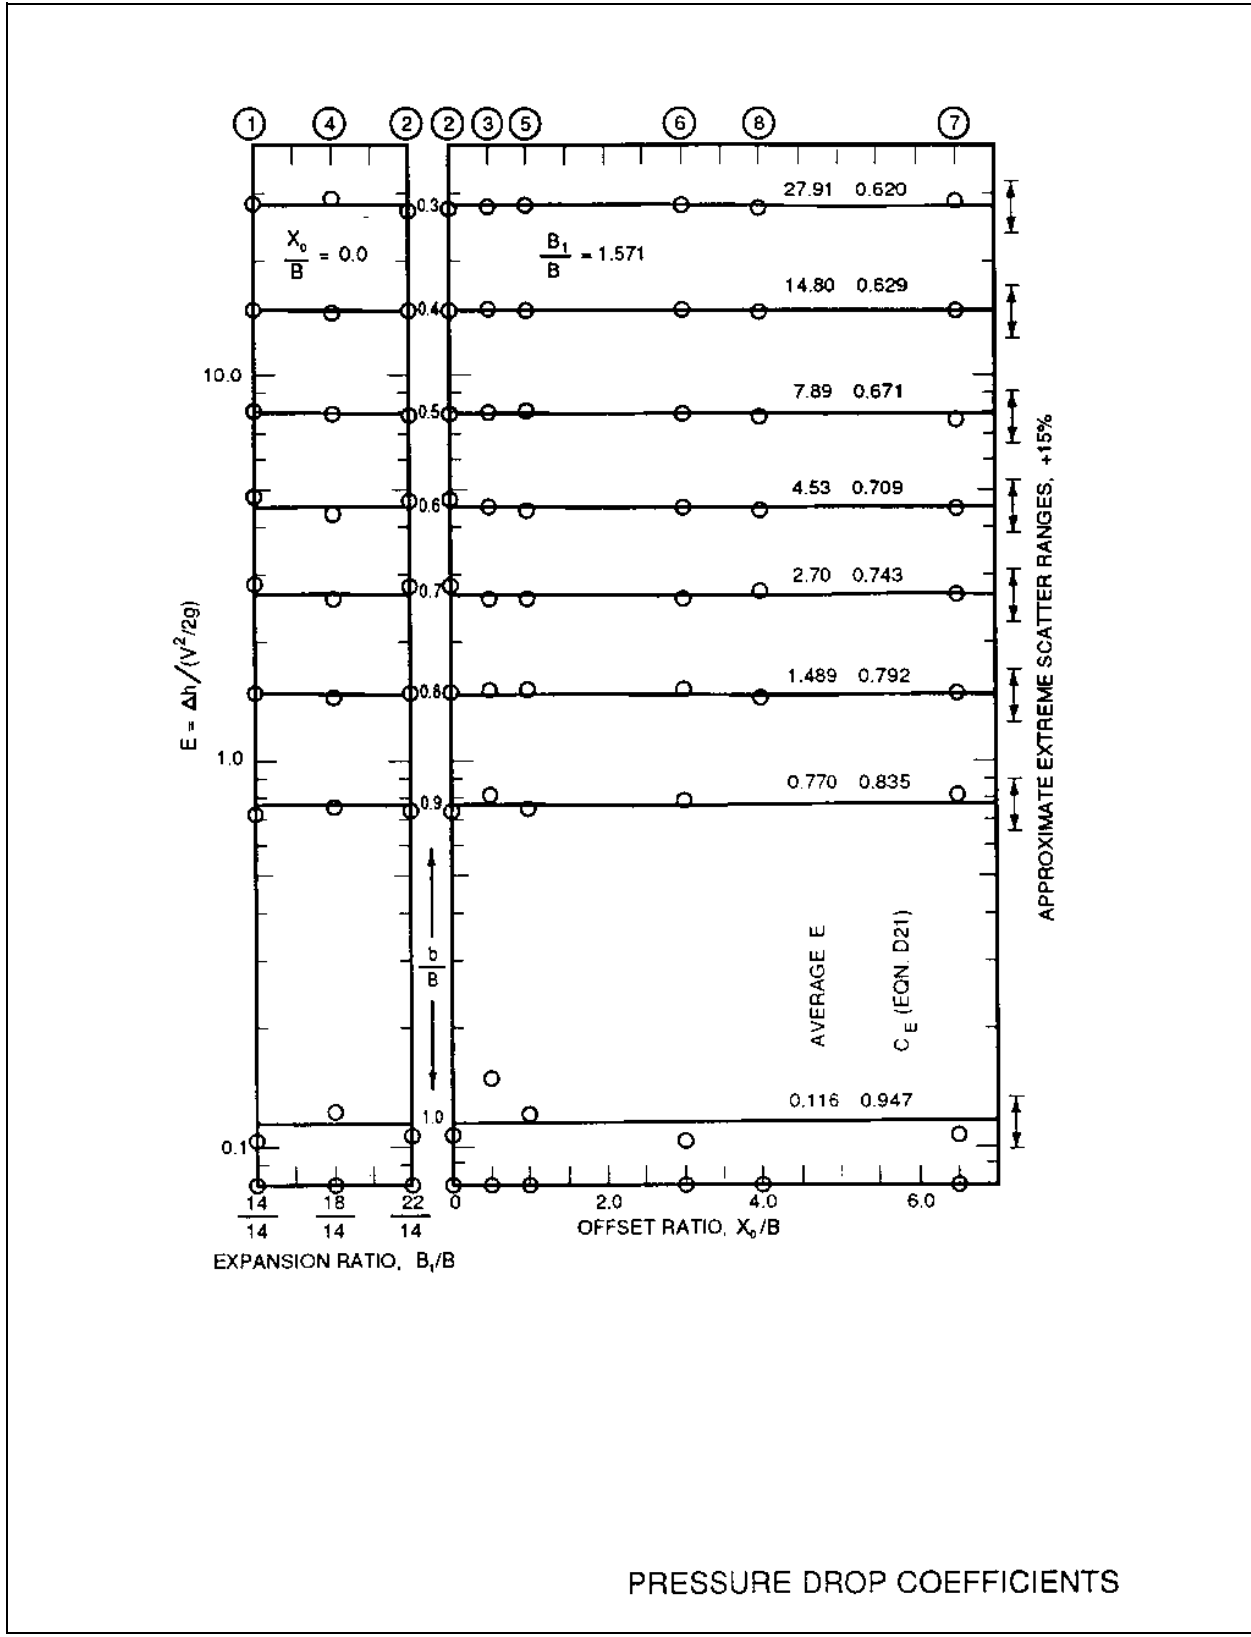 ① ④ ② ② ③ ⑤ ⑥ ⑧ ⑦
27.91 0.620
0.3
X₀/B = 0.0
B₁/B = 1.571
14.80 0.629
0.4
10.0
7.89 0.671
0.5
4.53 0.709
0.6
2.70 0.743
0.7
1.489 0.792
0.8
1.0
0.770 0.835
0.9
b/B
0.116 0.947
1.0
0.1
E = Δh/(V²/2g)
AVERAGE E
C_E (EQN. D21)
APPROXIMATE EXTREME SCATTER RANGES, +15%
14/14 18/14 22/14 0 2.0 4.0 6.0
EXPANSION RATIO, B₁/B
OFFSET RATIO, X₀/B
PRESSURE DROP COEFFICIENTS